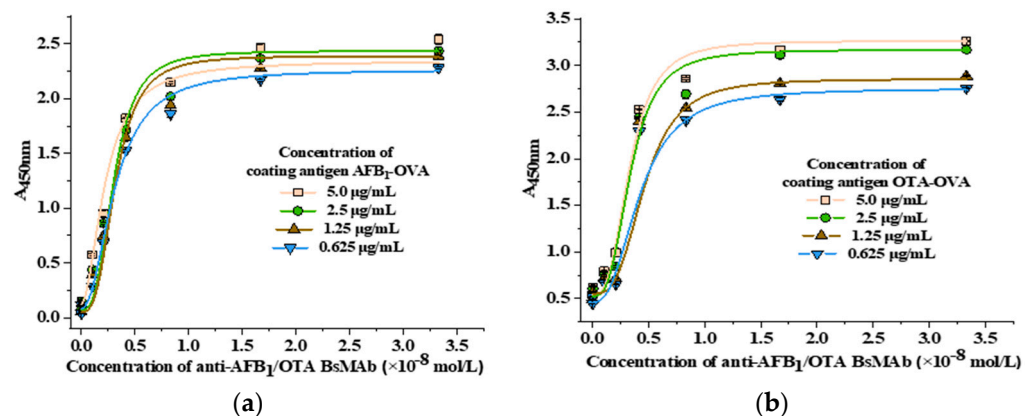 (a)
A450nm
2.5
2.0
1.5
1.0
0.5
0.0
Concentration of
coating antigen AFB1-OVA
5.0 µg/mL
2.5 µg/mL
1.25 µg/mL
0.625 µg/mL
0.0 0.5 1.0 1.5 2.0 2.5 3.0 3.5
Concentration of anti-AFB1/OTA BsMAb (×10-8 mol/L)
(a)
(b)
A450nm
3.5
3.0
2.5
2.0
1.5
1.0
0.5
Concentration of
coating antigen OTA-OVA
5.0 µg/mL
2.5 µg/mL
1.25 µg/mL
0.625 µg/mL
0.0 0.5 1.0 1.5 2.0 2.5 3.0 3.5
Concentration of anti-AFB1/OTA BsMAb (×10-8 mol/L)
(b)